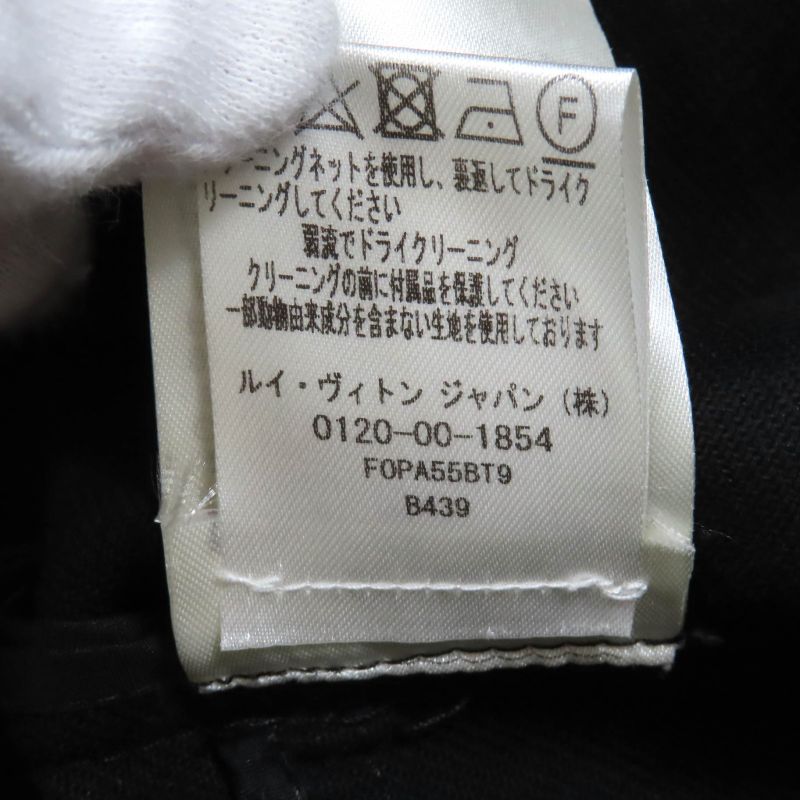 F
ーニングネットを使用し、裏返してドライク
リーニングしてください
弱流でドライクリーニング
クリーニングの前に付属品を保護してください
一部動物由来成分を含まない生地を使用しております
ルイ・ヴィトン ジャパン (株)
0120-00-1854
F0PA55BT9
B439